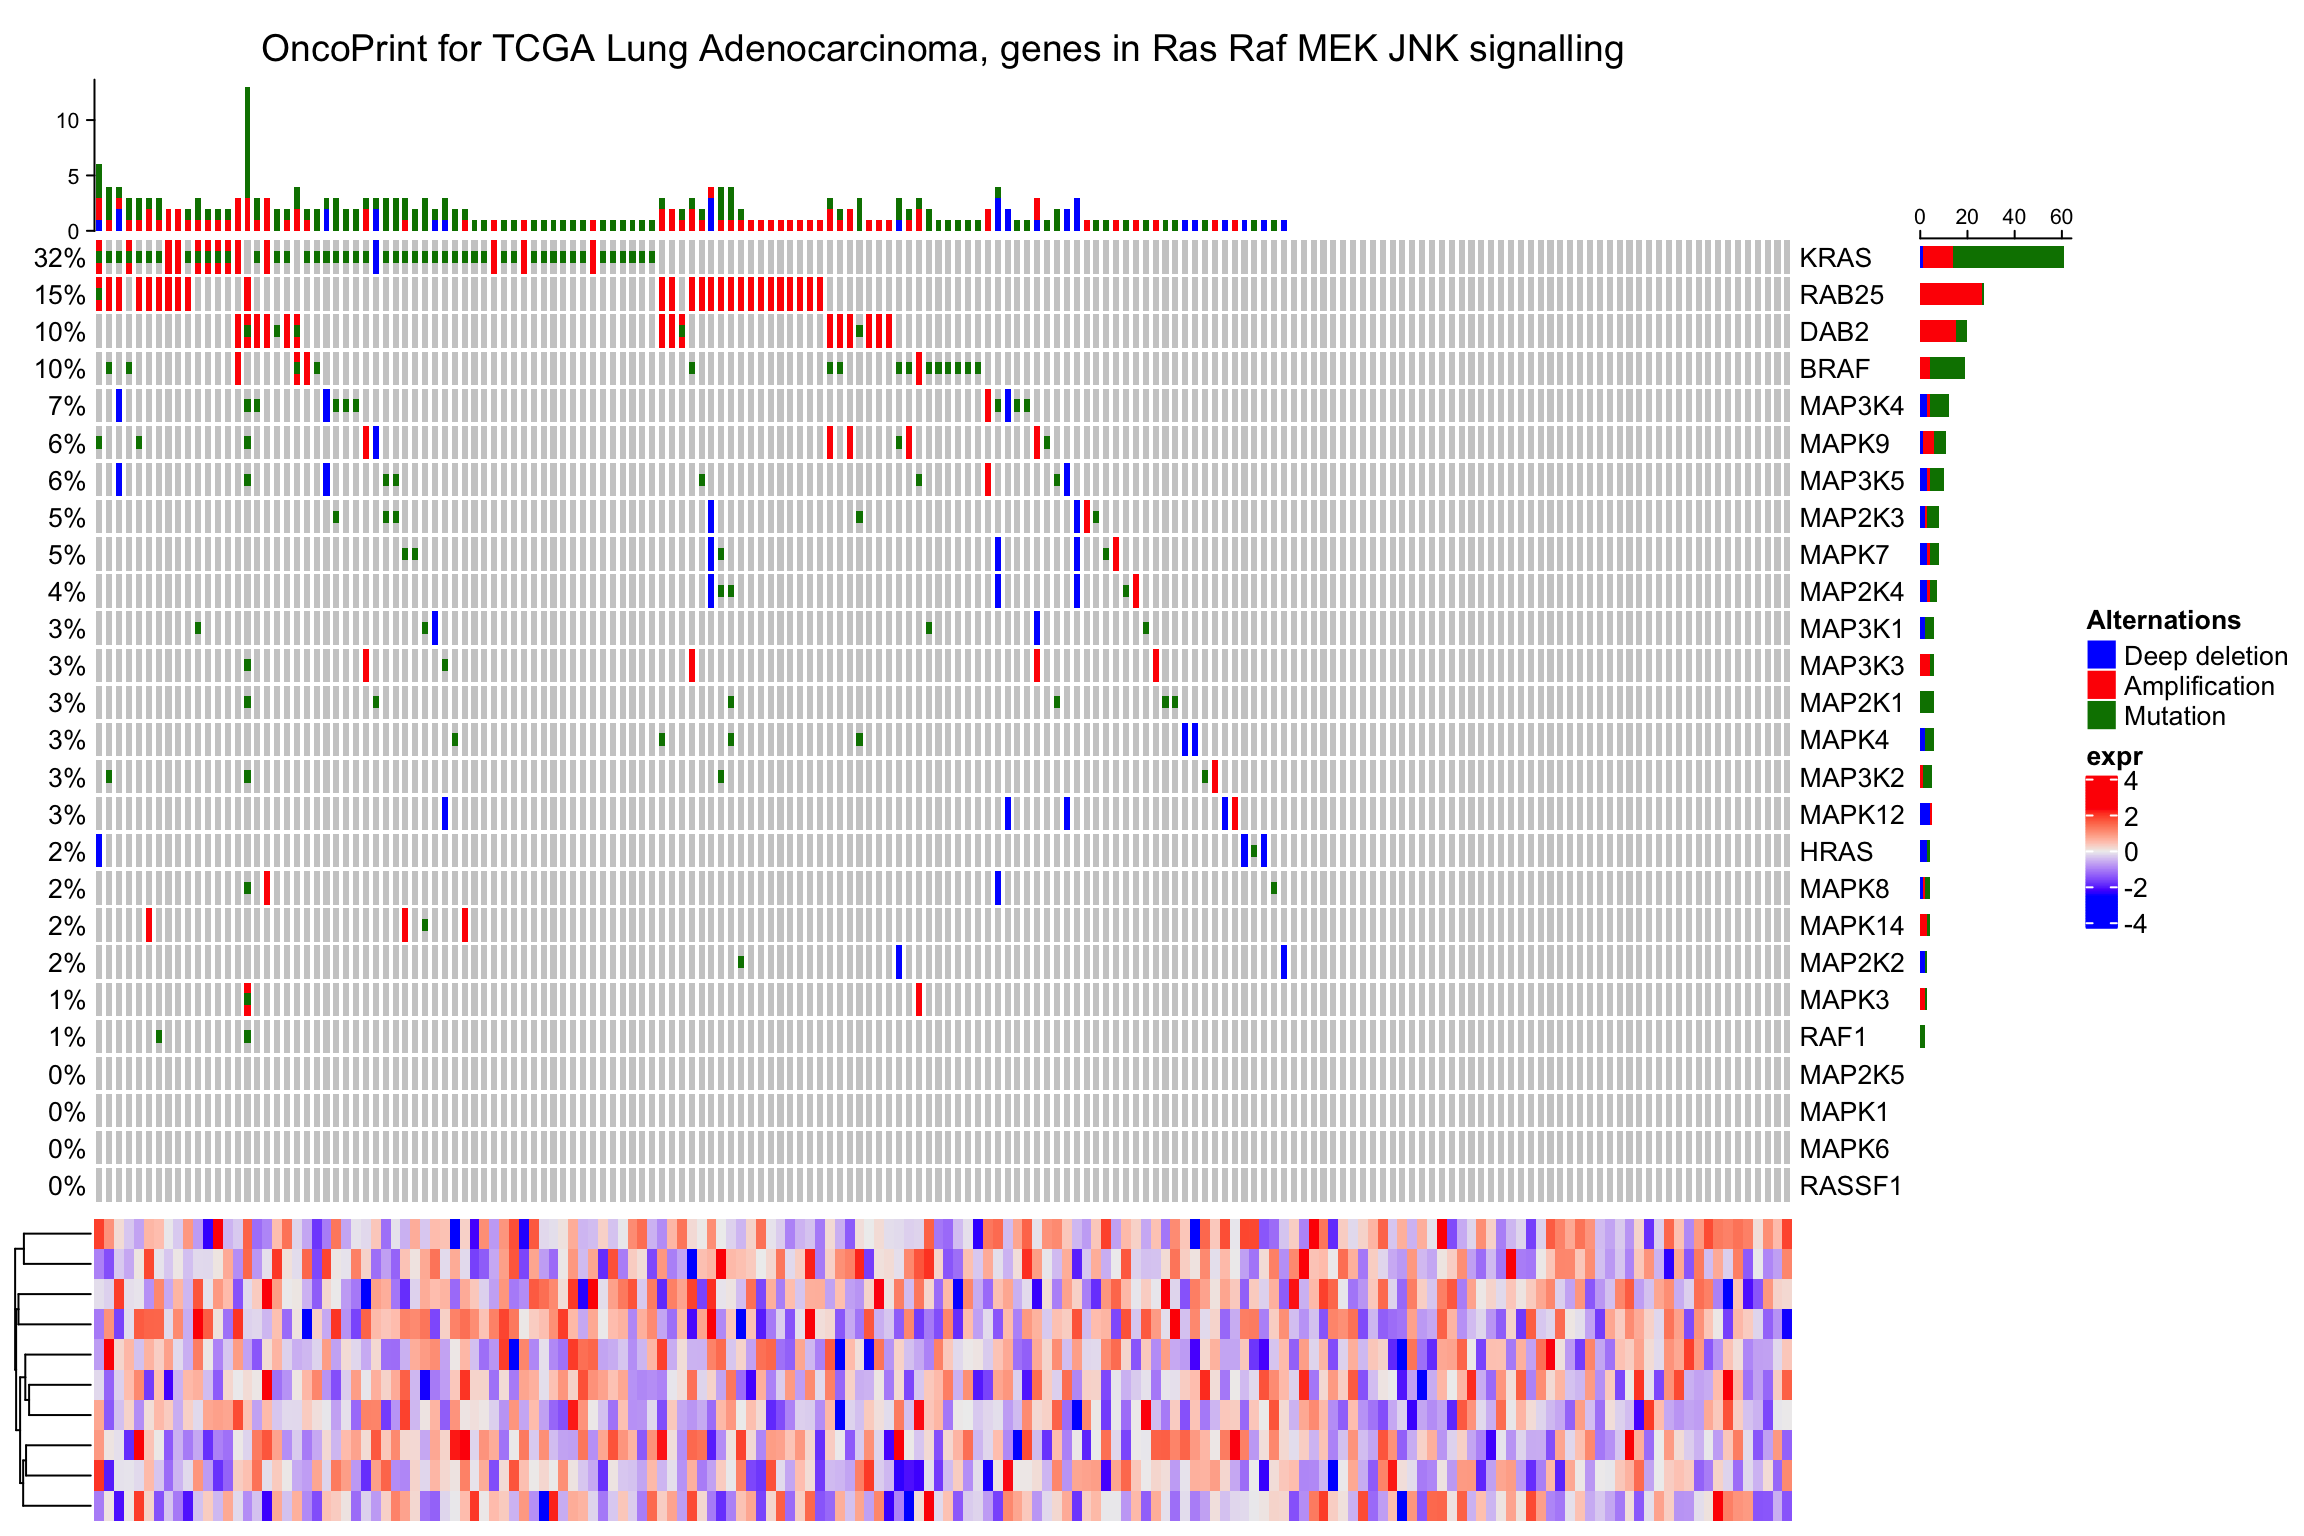 OncoPrint for TCGA Lung Adenocarcinoma, genes in Ras Raf MEK JNK signalling
10
5
0
0 20 40 60
32% KRAS
15% RAB25
10% DAB2
10% BRAF
7% MAP3K4
6% MAPK9
6% MAP3K5
5% MAP2K3
5% MAPK7
4% MAP2K4
3% MAP3K1
3% MAP3K3
3% MAP2K1
3% MAPK4
3% MAP3K2
3% MAPK12
2% HRAS
2% MAPK8
2% MAPK14
2% MAP2K2
1% MAPK3
1% RAF1
0% MAP2K5
0% MAPK1
0% MAPK6
0% RASSF1
Alternations
Deep deletion
Amplification
Mutation
expr
4
2
0
-2
-4